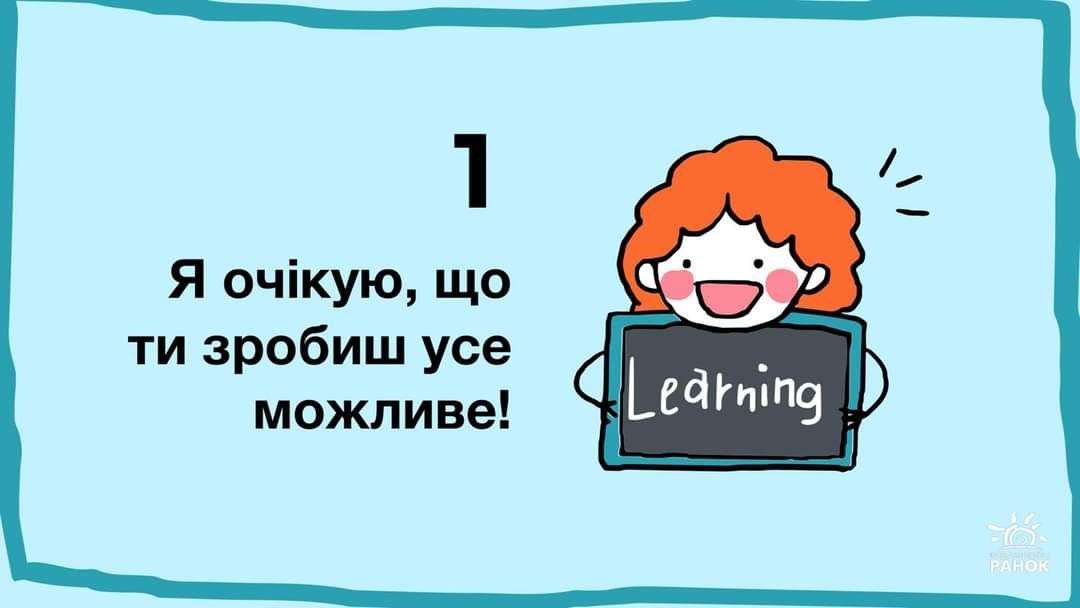 1
Я очікую, що
ти зробиш усе
можливе!
Learning
РАНОК